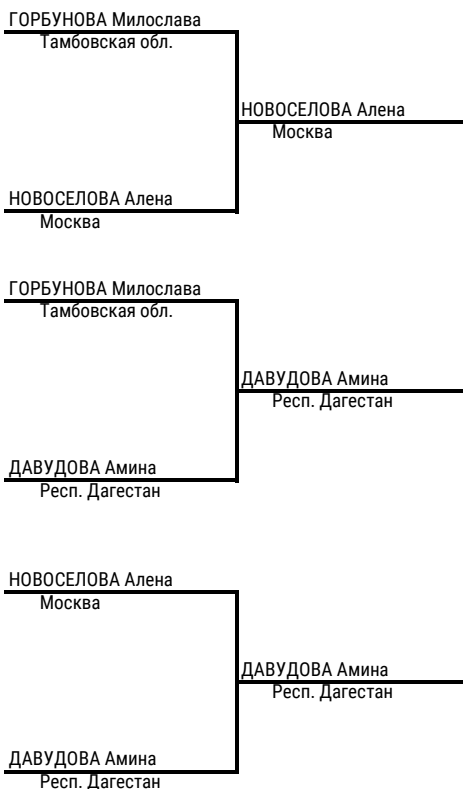 ГОРБУНОВА Милослава
Тамбовская обл.
НОВОСЕЛОВА Алена
Москва
НОВОСЕЛОВА Алена
Москва
ГОРБУНОВА Милослава
Тамбовская обл.
ДАВУДОВА Амина
Респ. Дагестан
ДАВУДОВА Амина
Респ. Дагестан
НОВОСЕЛОВА Алена
Москва
ДАВУДОВА Амина
Респ. Дагестан
ДАВУДОВА Амина
Респ. Дагестан